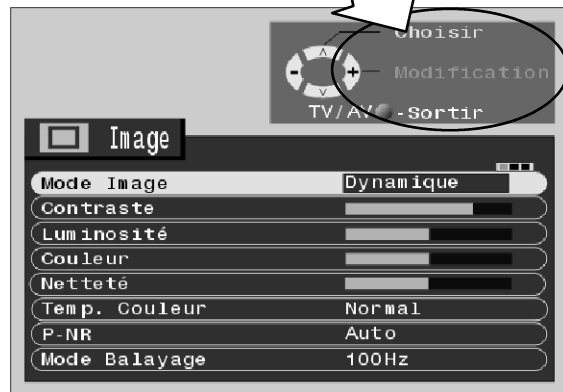 Choisir
Modification
TV/AV -Sortir
Image
Mode Image Dynamique
Contraste
Luminosité
Couleur
Netteté
Temp. Couleur Normal
P-NR Auto
Mode Balayage 100Hz